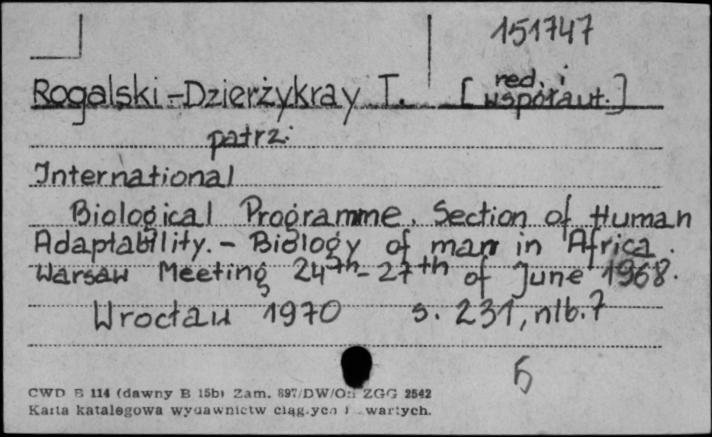 151747
Rogalski-Dzierżykray T. [red. i współaut.]
patrz:
International
Biological Programme. Section of Human
Adaptability. - Biology of man in Africa.
Warsaw Meeting 24th - 27th of June 1968.
Wrocław 1970 s. 231, nlb. 7
6
CWD B 114 (dawny B 15b) Zam. 897/DW/O: ZGG 2542
Karta katalogowa wydawnictw ciągłych i zwartych.